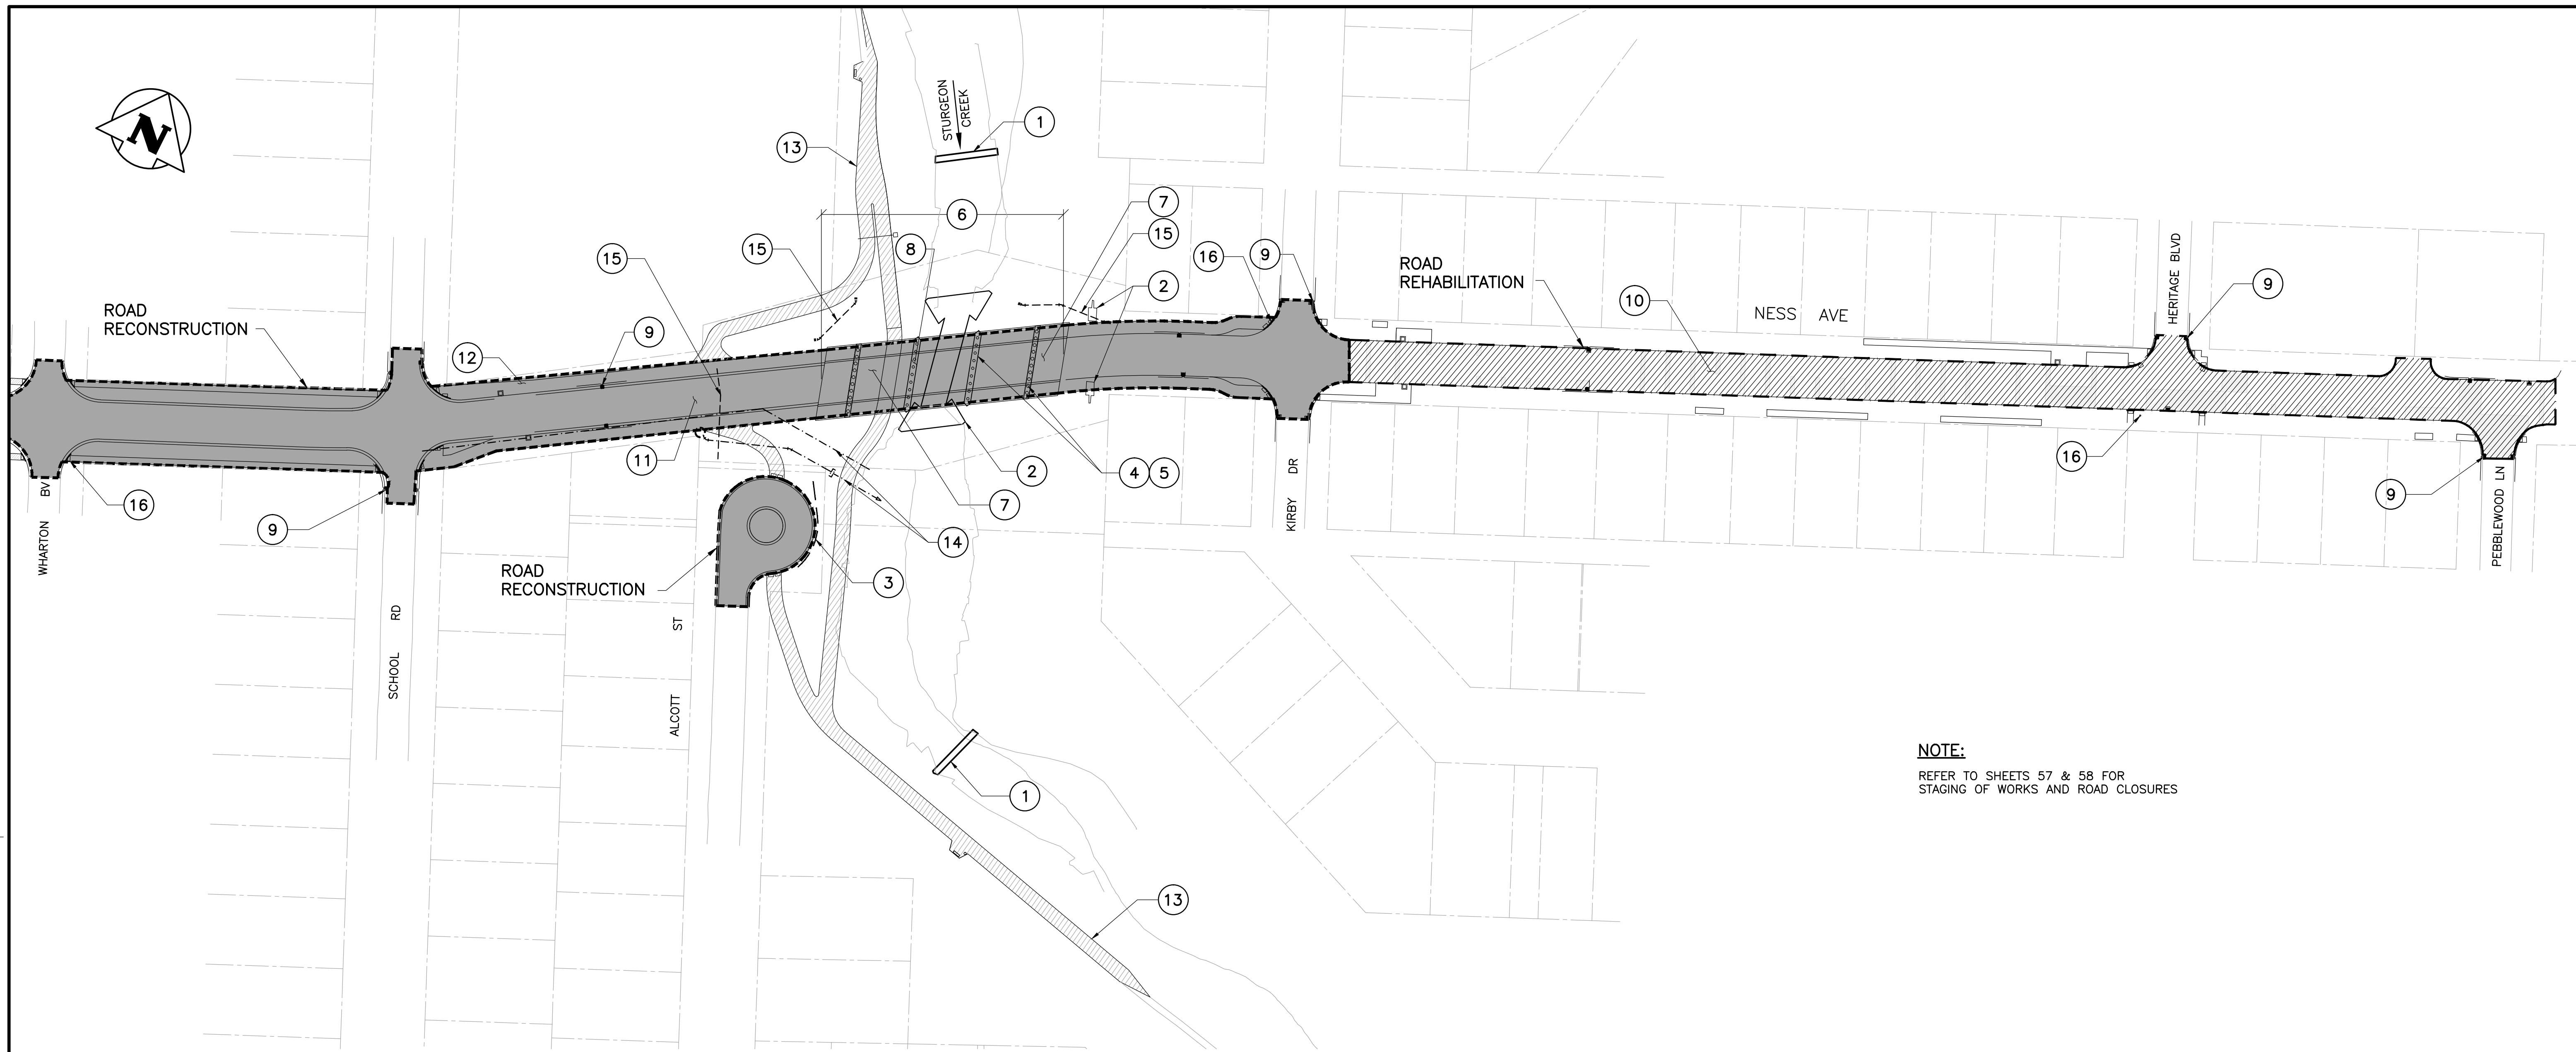 N
STURGEON
CREEK
1
13
6
7
15
8
15
15
16
9
2
ROAD
REHABILITATION
10
NESS AVE
HERITAGE BLVD
9
ROAD
RECONSTRUCTION
12
9
11
2
4
5
7
16
9
16
9
14
WHARTON BV
SCHOOL RD
ROAD
RECONSTRUCTION
3
ALCOTT ST
KIRBY DR
PEBBLEWOOD LN
1
13
NOTE:
REFER TO SHEETS 57 & 58 FOR
STAGING OF WORKS AND ROAD CLOSURES